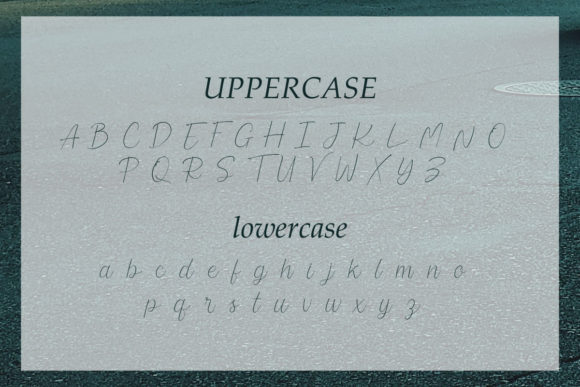 UPPERCASE
A B C D E F G H I J K L M N O
P Q R S T U V W X Y Z
lowercase
a b c d e f g h i j k l m n o
p q r s t u v w x y z